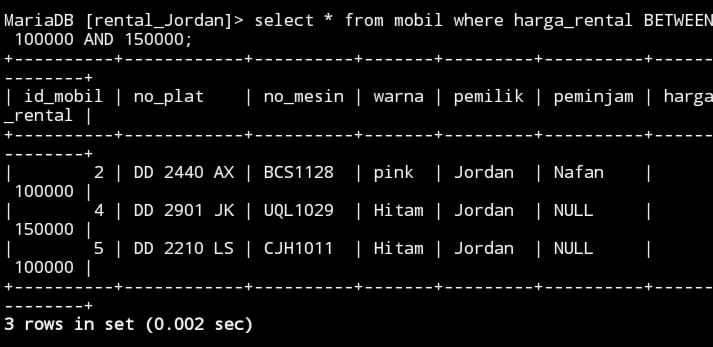 MariaDB [rental_Jordan]> select * from mobil where harga_rental BETWEEN
 100000 AND 150000;
+----------+------------+----------+-------+---------+----------+------
--------+
| id_mobil | no_plat    | no_mesin | warna | pemilik | peminjam | harga
_rental |
+----------+------------+----------+-------+---------+----------+------
--------+
|        2 | DD 2440 AX | BCS1128  | pink  | Jordan  | Nafan    |
 100000 |
|        4 | DD 2901 JK | UQL1029  | Hitam | Jordan  | NULL     |
 150000 |
|        5 | DD 2210 LS | CJH1011  | Hitam | Jordan  | NULL     |
 100000 |
+----------+------------+----------+-------+---------+----------+------
--------+
3 rows in set (0.002 sec)